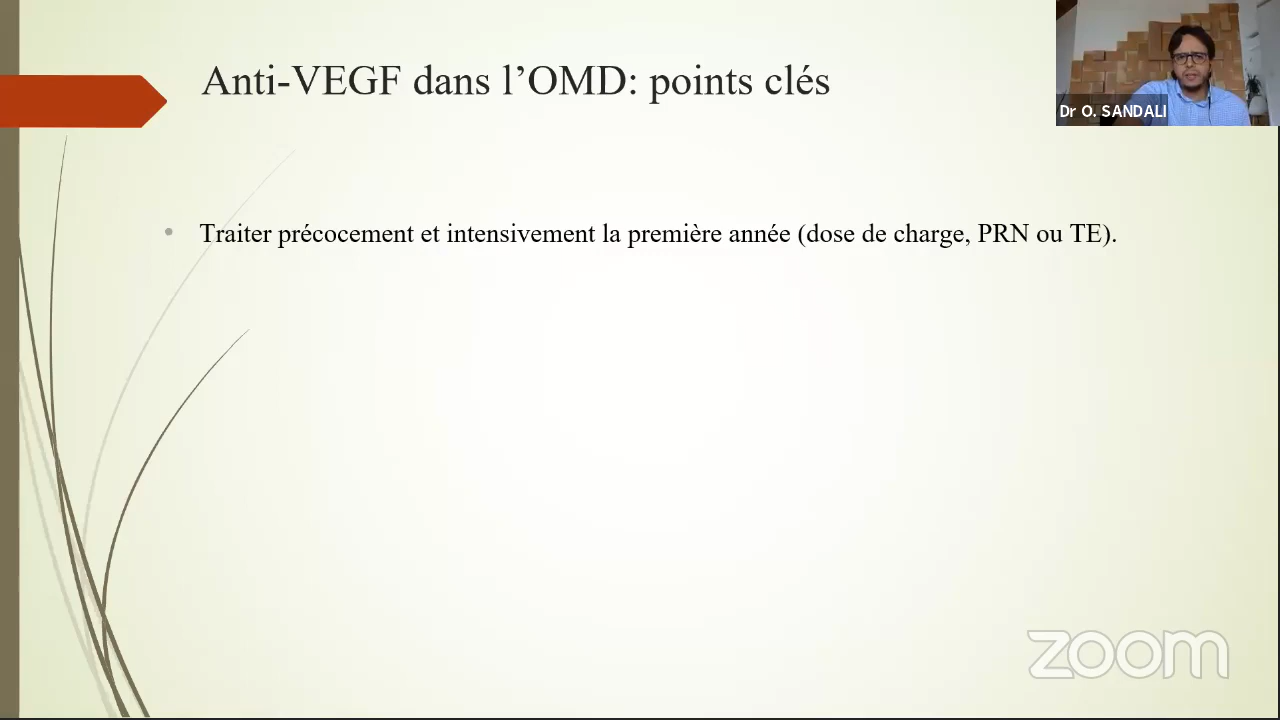 Anti-VEGF dans l’OMD: points clés
Dr O. SANDALI
• Traiter précocement et intensivement la première année (dose de charge, PRN ou TE).
zoom